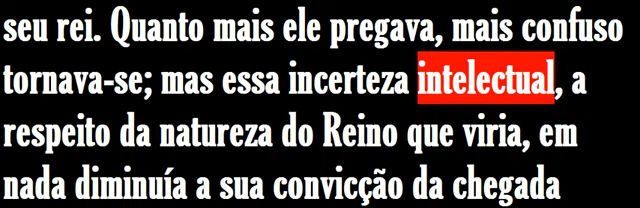 seu rei. Quanto mais ele pregava, mais confuso
tornava-se; mas essa incerteza intelectual, a
respeito da natureza do Reino que viria, em
nada diminuía a sua convicção da chegada